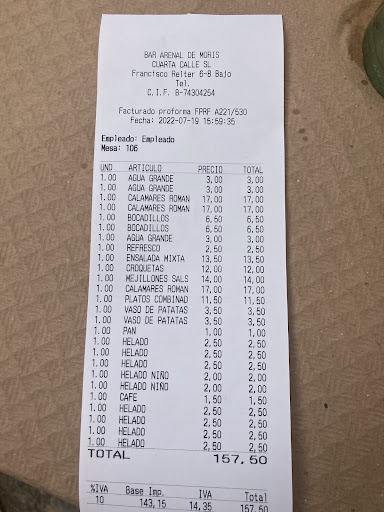 BAR ARENAL DE MORIS
CUARTA CALLE SL
Francisco Reiter 6-8 Bajo
Tel.
C.I.F. B-74304254
Facturado proforma FPRF A221/530
Fecha: 2022-07-19 15:59:35
Empleado: Empleado
Mesa: 106
UND ARTICULO PRECIO TOTAL
1.00 AGUA GRANDE 3,00 3,00
1.00 AGUA GRANDE 3,00 3,00
1.00 CALAMARES ROMAN 17,00 17,00
1.00 CALAMARES ROMAN 17,00 17,00
1.00 BOCADILLOS 6,50 6,50
1.00 BOCADILLOS 6,50 6,50
1.00 AGUA GRANDE 3,00 3,00
1.00 REFRESCO 2,50 2,50
1.00 ENSALADA MIXTA 13,50 13,50
1.00 CROQUETAS 12,00 12,00
1.00 MEJILLONES SALS 14,00 14,00
1.00 CALAMARES ROMAN 17,00 17,00
1.00 PLATOS COMBINAD 11,50 11,50
1.00 VASO DE PATATAS 3,50 3,50
1.00 VASO DE PATATAS 3,50 3,50
1.00 PAN 1,00 1,00
1.00 HELADO 2,50 2,50
1.00 HELADO 2,50 2,50
1.00 HELADO 2,50 2,50
1.00 HELADO NIÑO 2,00 2,00
1.00 HELADO NIÑO 2,00 2,00
1.00 CAFE 1,50 1,50
1.00 HELADO 2,50 2,50
1.00 HELADO 2,50 2,50
1.00 HELADO 2,50 2,50
1.00 HELADO 2,50 2,50
TOTAL 157,50
%IVA Base Imp. IVA Total
10 143,15 14,35 157,50